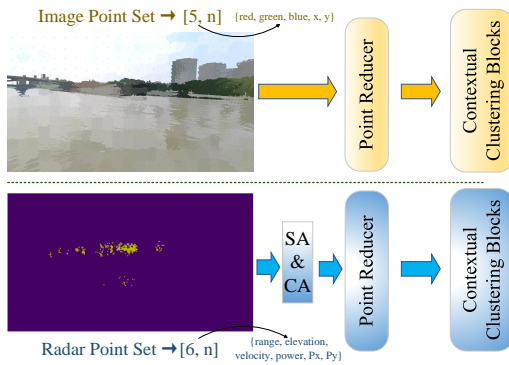 Image Point Set → [5, n] {red, green, blue, x, y}
Point Reducer
Contextual
Clustering Blocks
SA
&
CA
Point Reducer
Contextual
Clustering Blocks
Radar Point Set → [6, n] {range, elevation,
velocity, power, Px, Py}